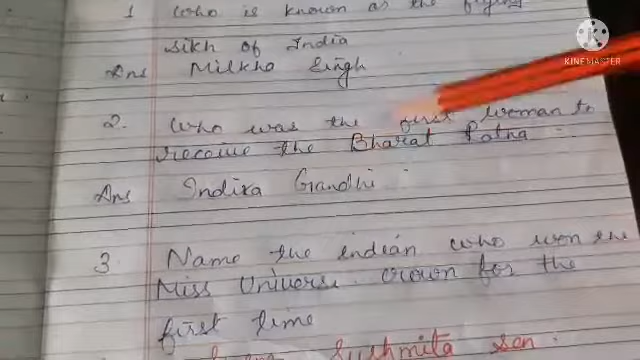 1 Who is known as the flying
sikh of India
Ans Milkha Singh
KINEMASTER
2. Who was the first woman to
receive the Bharat Ratna
Ans Indira Gandhi
3 Name the indian who won the
Miss Universe crown for the
first time
Sushmita sen.